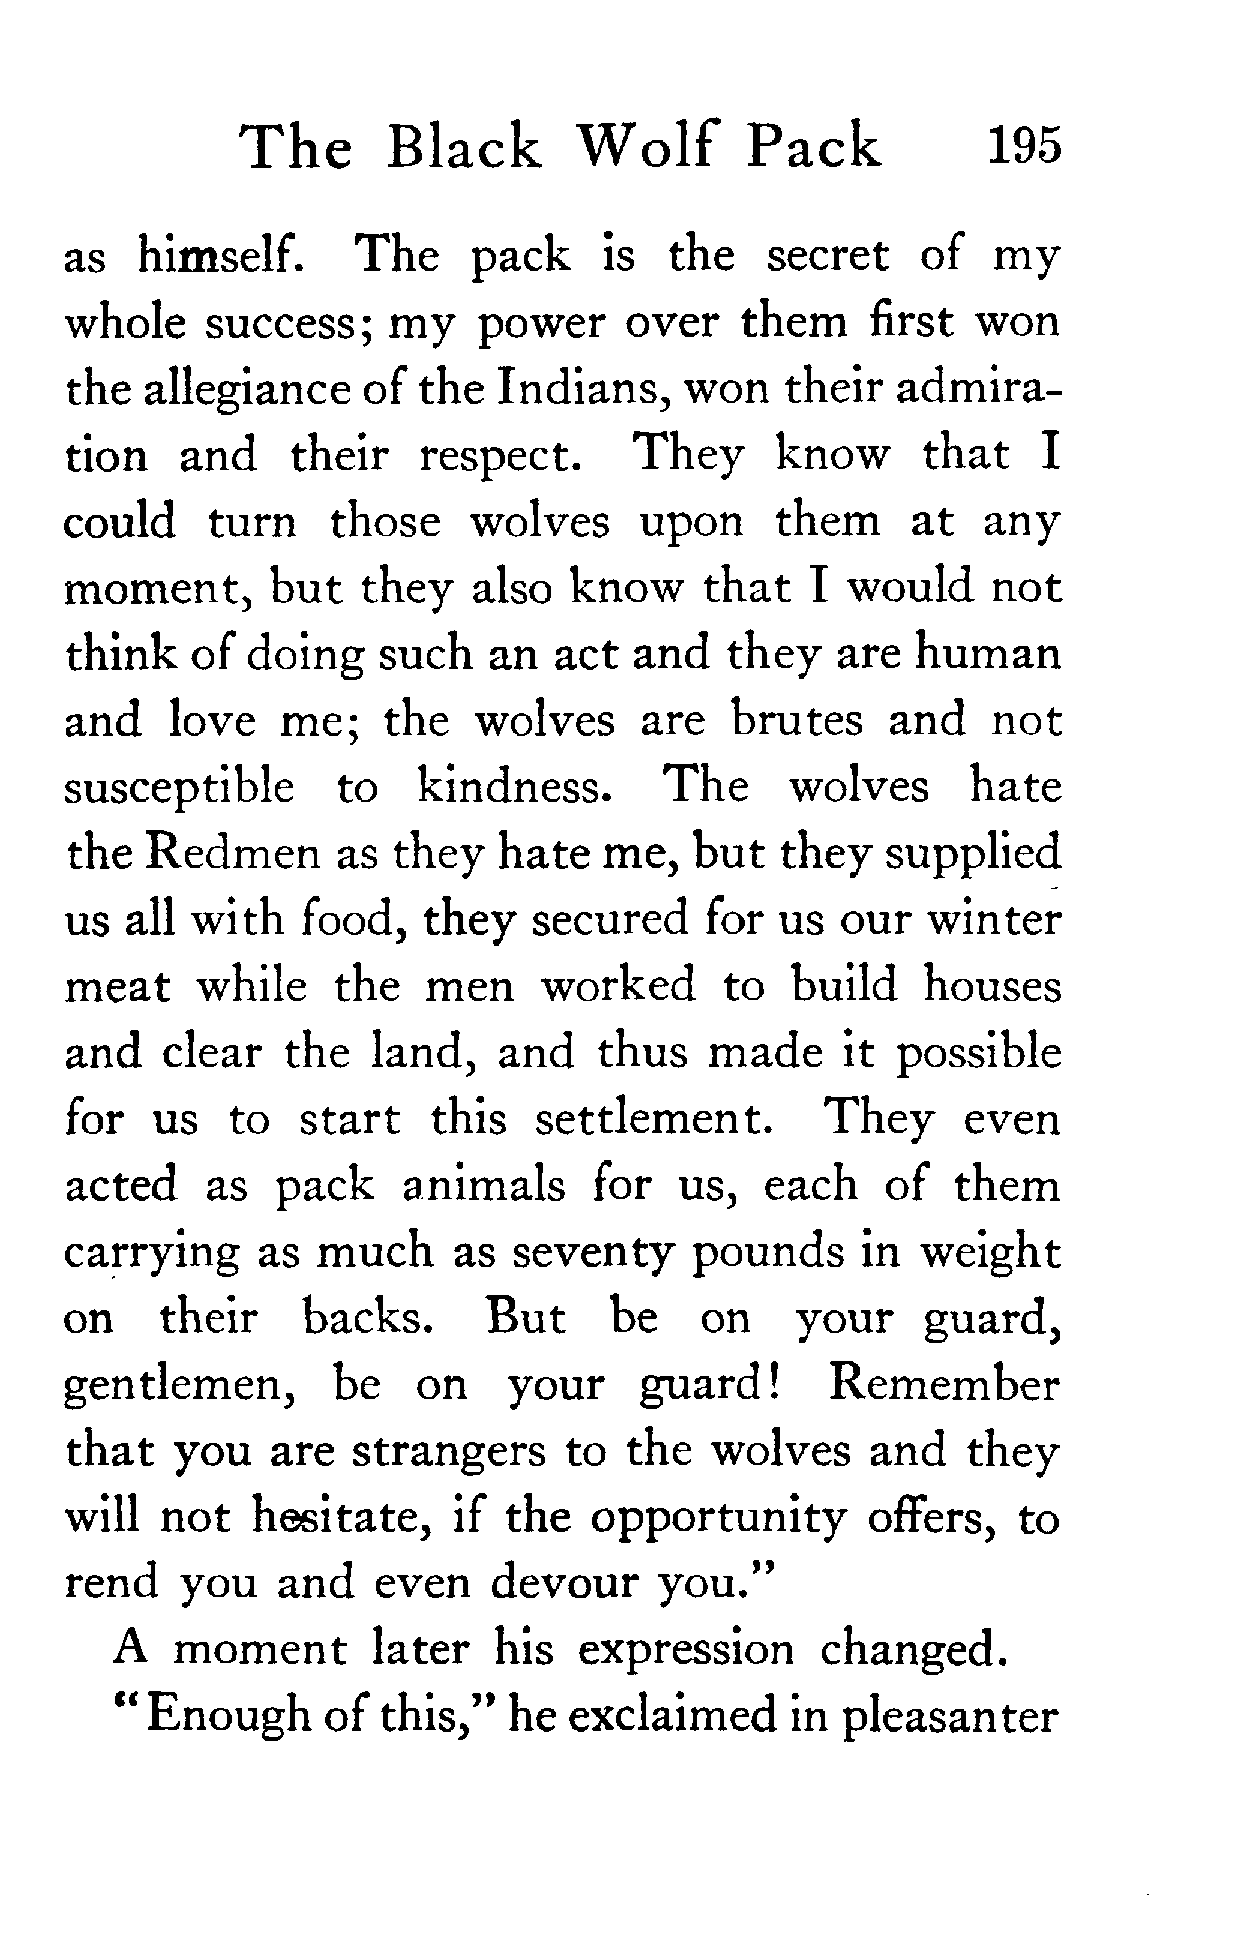 The Black Wolf Pack 195
as himself. The pack is the secret of my
whole success; my power over them first won
the allegiance of the Indians, won their admira-
tion and their respect. They know that I
could turn those wolves upon them at any
moment, but they also know that I would not
think of doing such an act and they are human
and love me; the wolves are brutes and not
susceptible to kindness. The wolves hate
the Redmen as they hate me, but they supplied
us all with food, they secured for us our winter
meat while the men worked to build houses
and clear the land, and thus made it possible
for us to start this settlement. They even
acted as pack animals for us, each of them
carrying as much as seventy pounds in weight
on their backs. But be on your guard,
gentlemen, be on your guard! Remember
that you are strangers to the wolves and they
will not hesitate, if the opportunity offers, to
rend you and even devour you."
A moment later his expression changed.
"Enough of this," he exclaimed in pleasanter